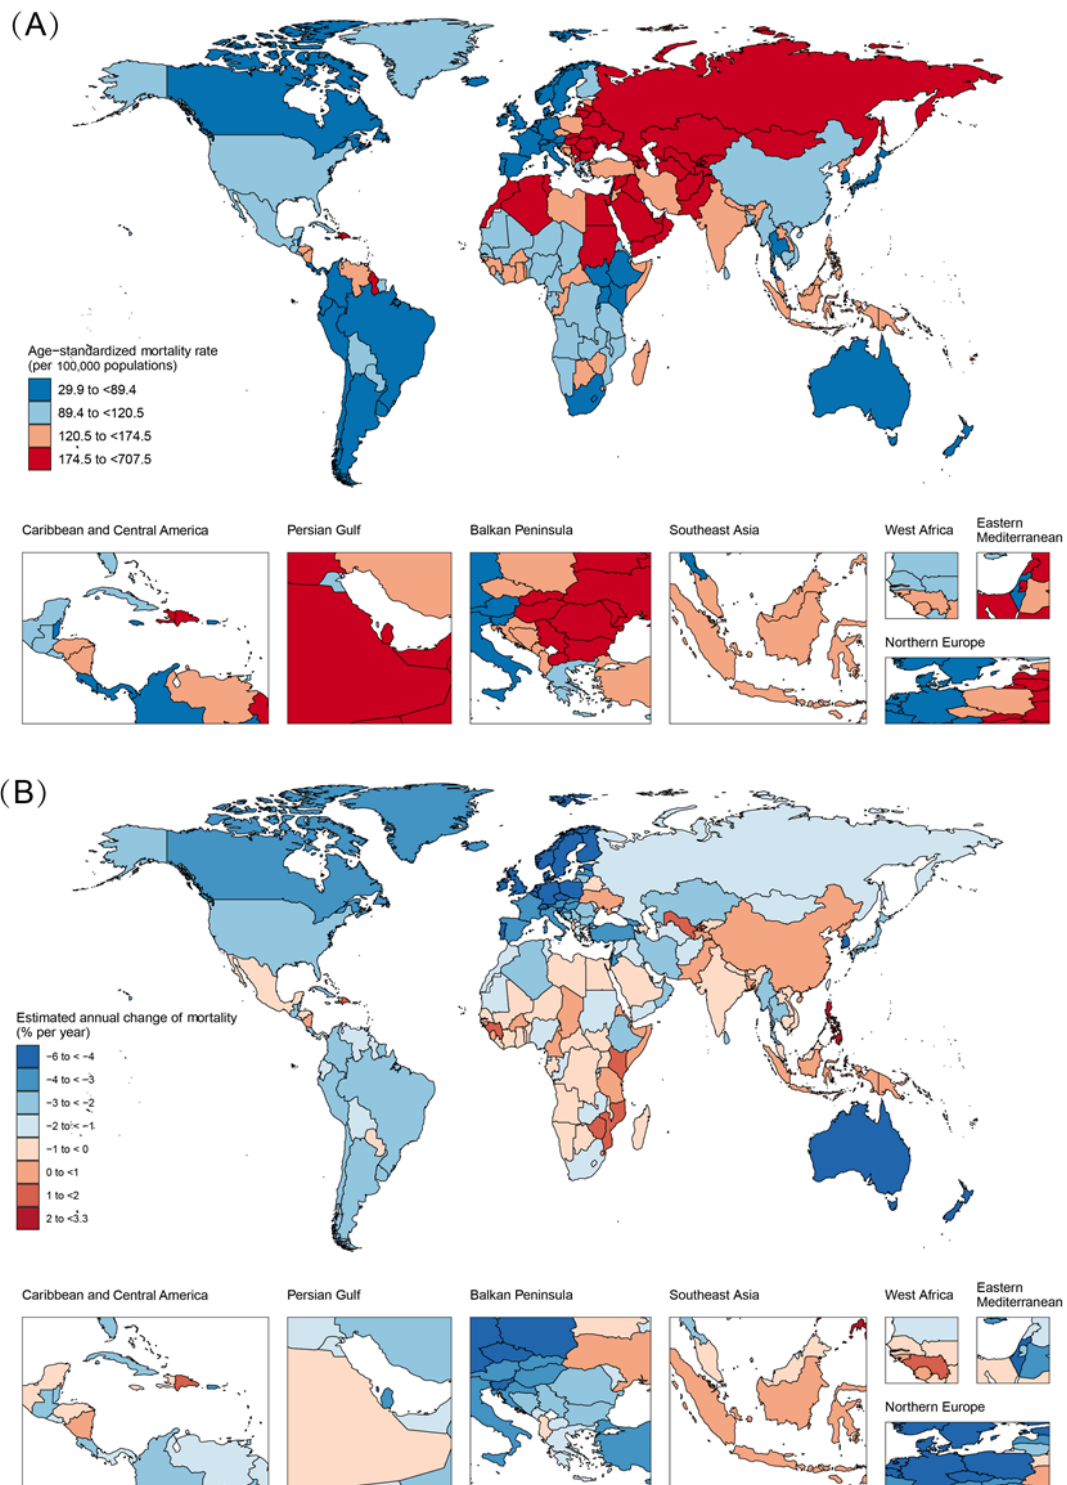 (A)
Age-standardized mortality rate
(per 100,000 populations)
29.9 to <89.4
89.4 to <120.5
120.5 to <174.5
174.5 to <707.5
Caribbean and Central America
Persian Gulf
Balkan Peninsula
Southeast Asia
West Africa
Eastern
Mediterranean
Northern Europe
(B)
Estimated annual change of mortality
(% per year)
−6 to < −4
−4 to < −3
−3 to < −2
−2 to < −1
−1 to < 0
0 to <1
1 to <2
2 to <3.3
Caribbean and Central America
Persian Gulf
Balkan Peninsula
Southeast Asia
West Africa
Eastern
Mediterranean
Northern Europe